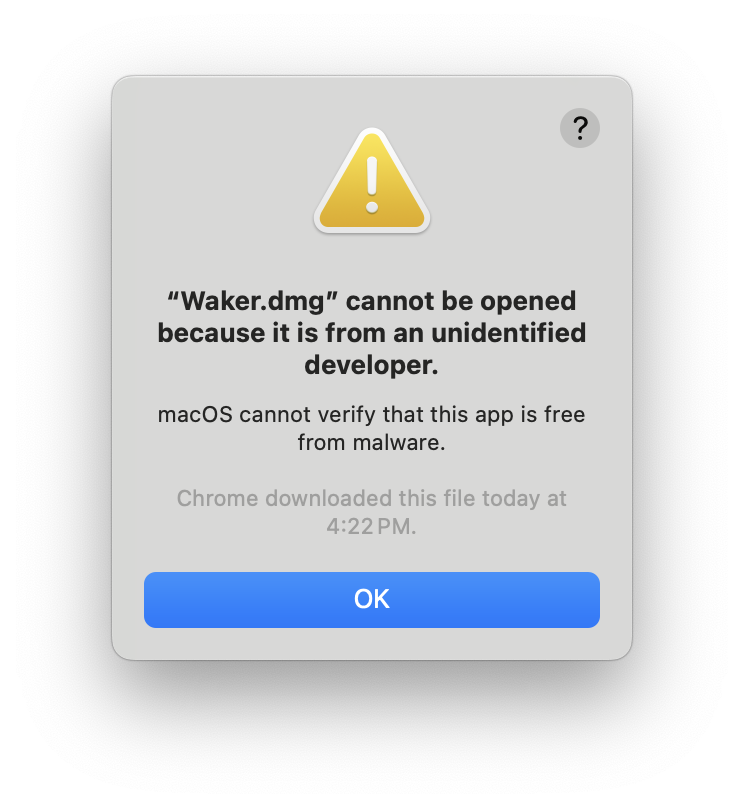 ?
“Waker.dmg” cannot be opened
because it is from an unidentified
developer.
macOS cannot verify that this app is free
from malware.
Chrome downloaded this file today at
4:22 PM.
OK